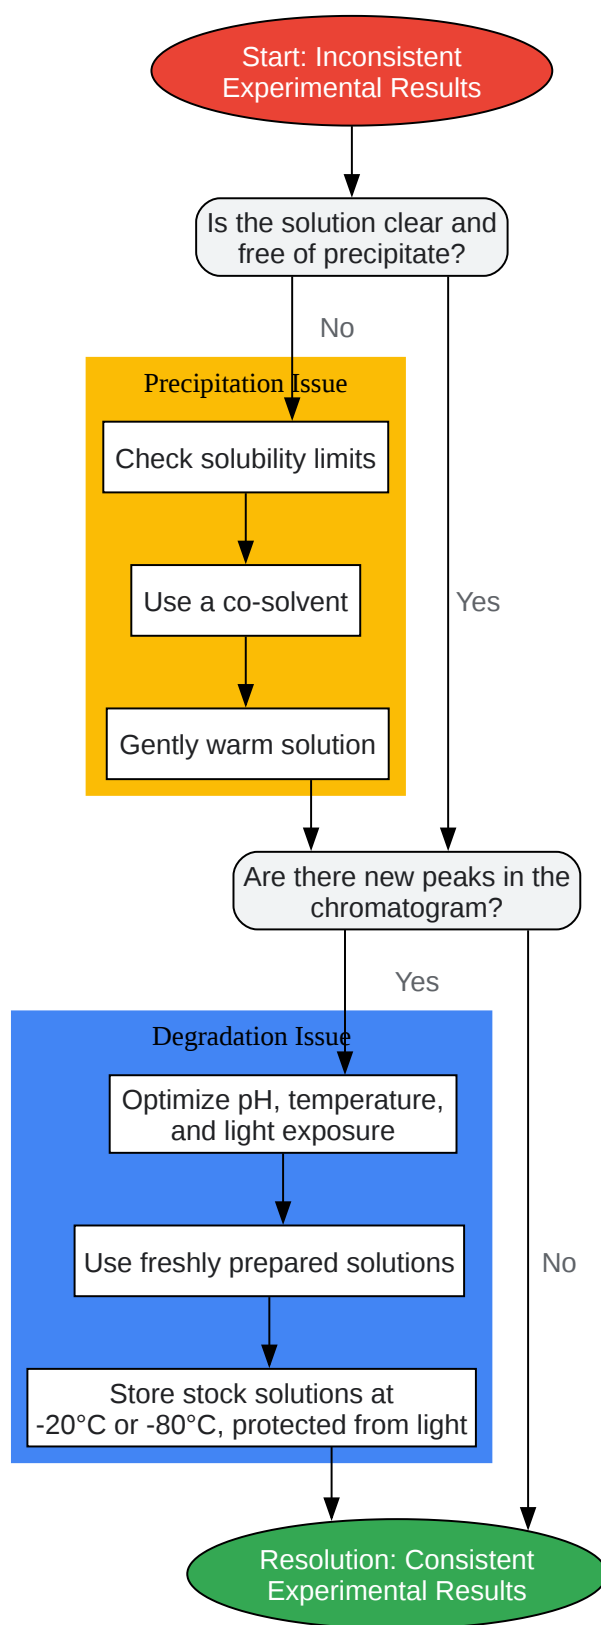 Start: Inconsistent
Experimental Results
Is the solution clear and
free of precipitate?
No
Precipitation Issue
Check solubility limits
Use a co-solvent
Yes
Gently warm solution
Are there new peaks in the
chromatogram?
Yes
Degradation Issue
Optimize pH, temperature,
and light exposure
Use freshly prepared solutions
No
Store stock solutions at
-20°C or -80°C, protected from light
Resolution: Consistent
Experimental Results